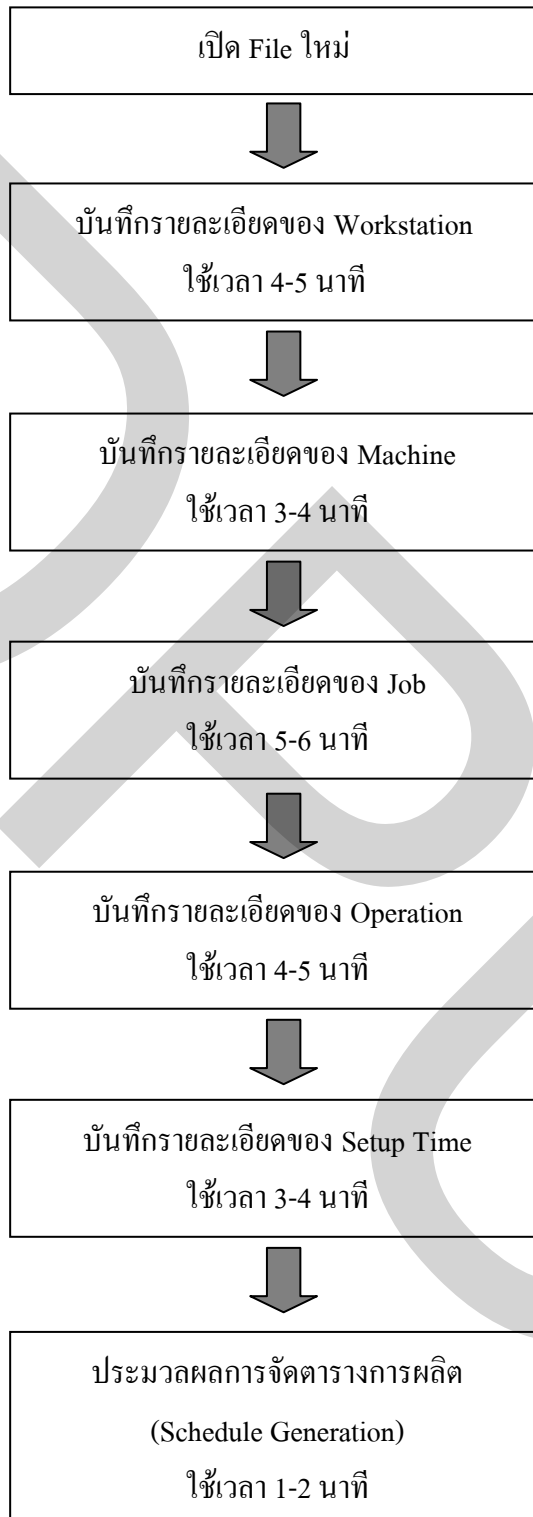 เปิด File ใหม่
บันทึกรายละเอียดของ Workstation
ใช้เวลา 4-5 นาที
บันทึกรายละเอียดของ Machine
ใช้เวลา 3-4 นาที
บันทึกรายละเอียดของ Job
ใช้เวลา 5-6 นาที
บันทึกรายละเอียดของ Operation
ใช้เวลา 4-5 นาที
บันทึกรายละเอียดของ Setup Time
ใช้เวลา 3-4 นาที
ประมวลผลการจัดตารางการผลิต
(Schedule Generation)
ใช้เวลา 1-2 นาที